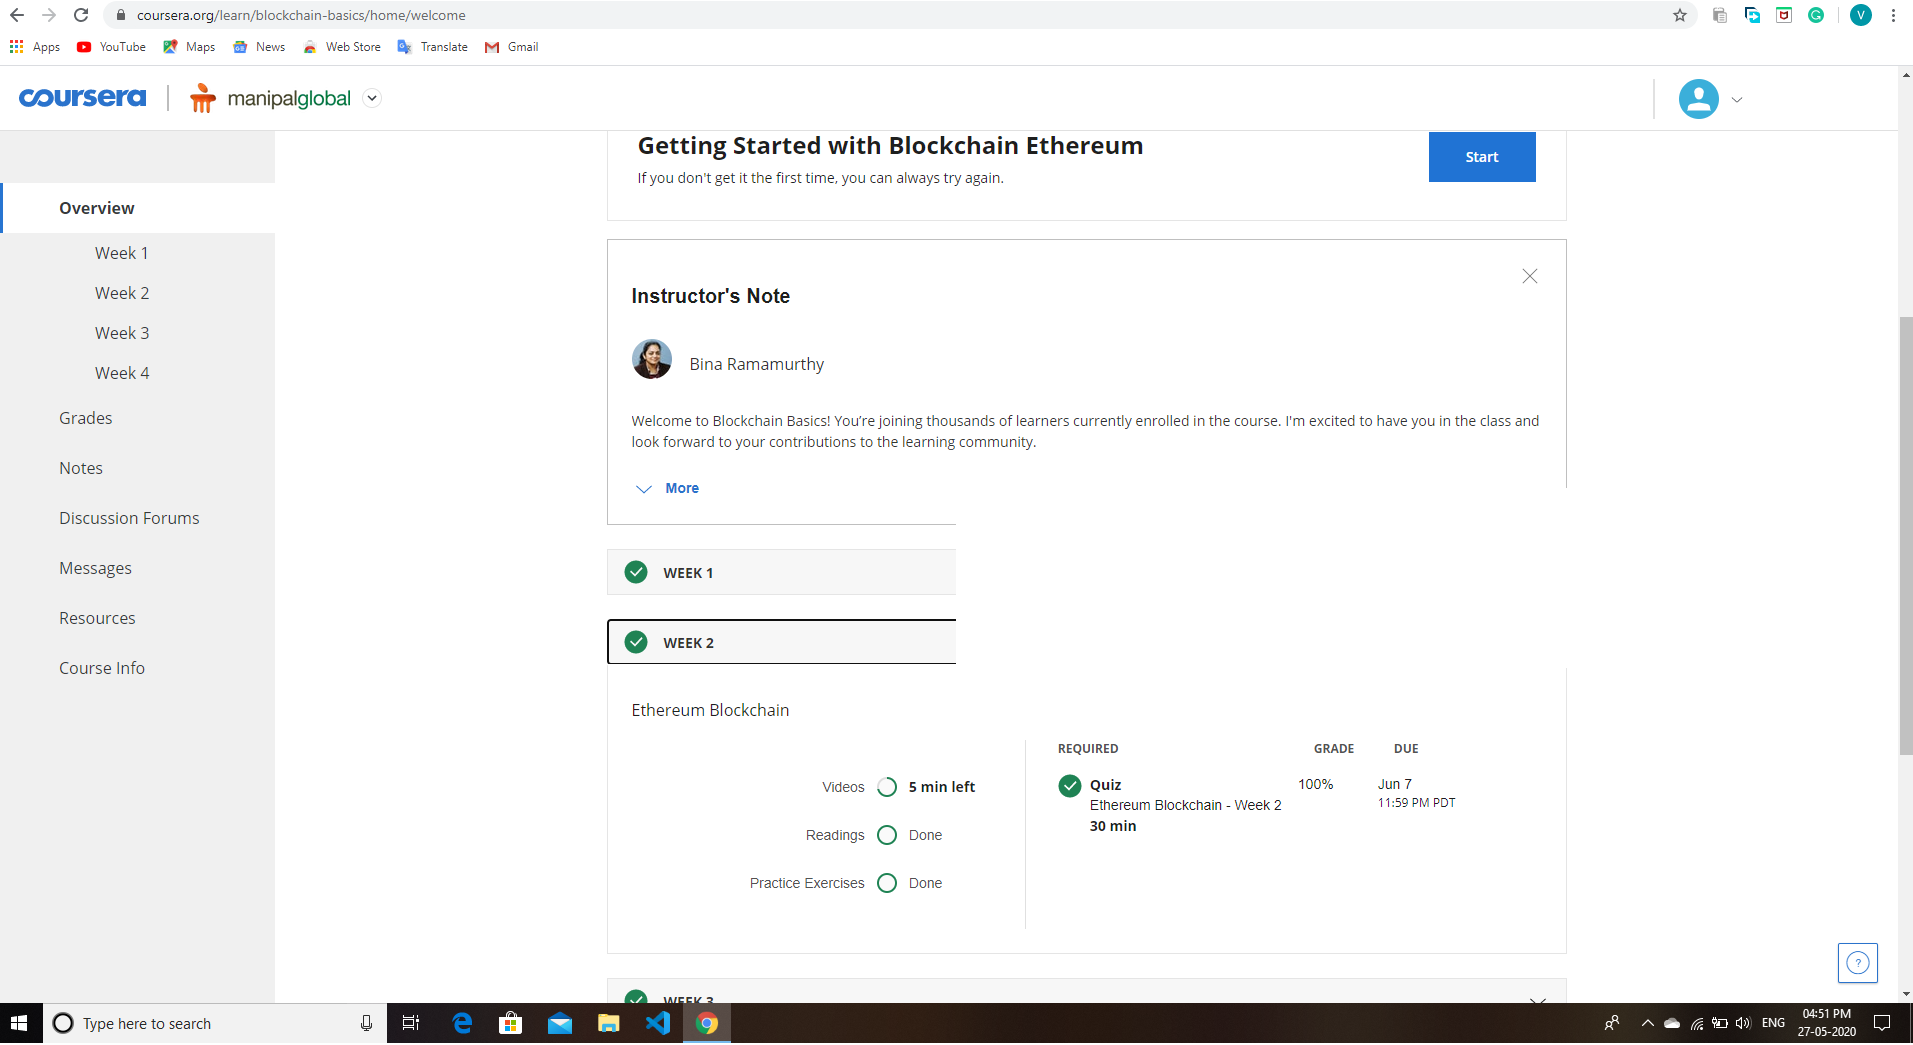 coursera.org/learn/blockchain-basics/home/welcome
V
Apps YouTube Maps News Web Store Translate Gmail
coursera manipalglobal
Getting Started with Blockchain Ethereum
If you don't get it the first time, you can always try again.
Start
Overview
Week 1
Week 2
Week 3
Week 4
Grades
Notes
Discussion Forums
Messages
Resources
Course Info
Instructor's Note
Bina Ramamurthy
Welcome to Blockchain Basics! You’re joining thousands of learners currently enrolled in the course. I'm excited to have you in the class and
look forward to your contributions to the learning community.
More
WEEK 1
WEEK 2
Ethereum Blockchain
Videos 5 min left
Readings Done
Practice Exercises Done
REQUIRED GRADE DUE
Quiz 100% Jun 7
Ethereum Blockchain - Week 2 11:59 PM PDT
30 min
WEEK 3
?
Type here to search
ENG
04:51 PM
27-05-2020